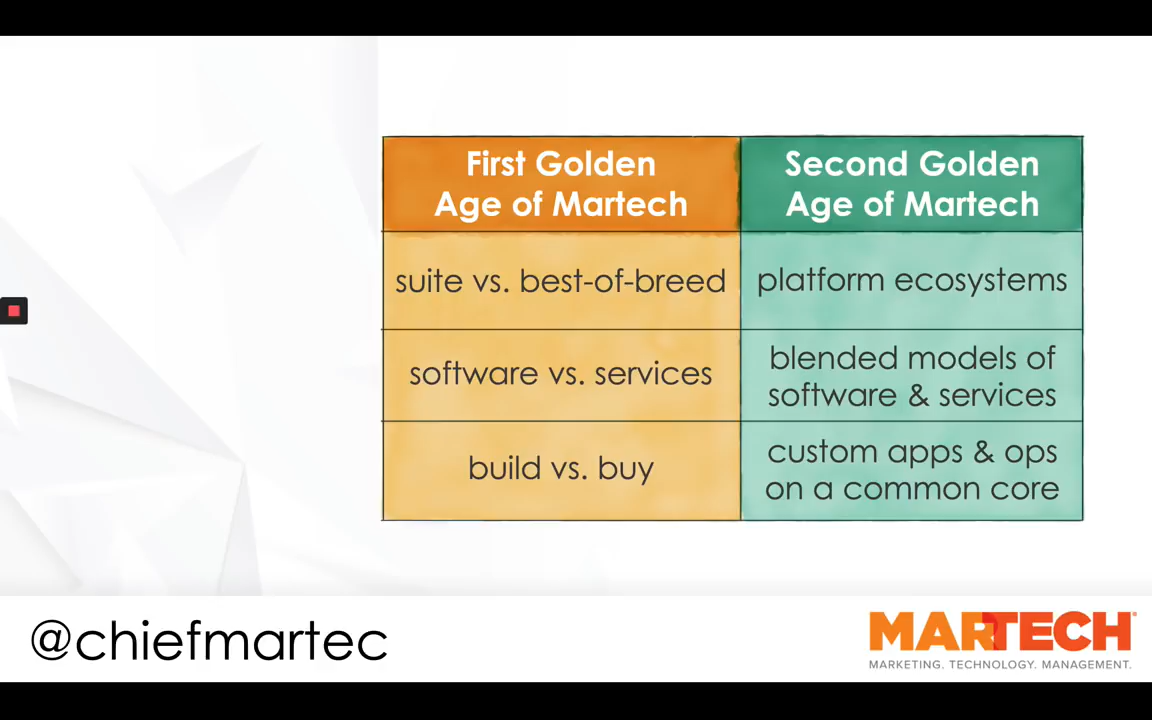 First Golden
Age of Martech
Second Golden
Age of Martech
suite vs. best-of-breed
platform ecosystems
software vs. services
blended models of
software & services
build vs. buy
custom apps & ops
on a common core
@chiefmartec
MARTECH®
MARKETING. TECHNOLOGY. MANAGEMENT.